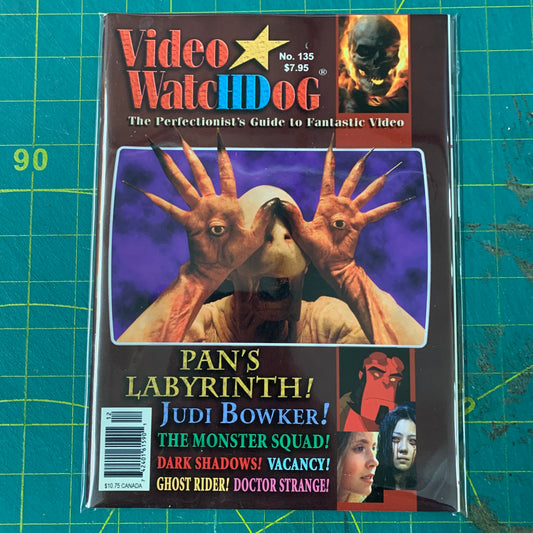 Video
WatcHDoG®
No. 135
$7.95
The Perfectionist's Guide to Fantastic Video
90
PAN'S
LABYRINTH!
JUDI BOWKER!
THE MONSTER SQUAD!
DARK SHADOWS! VACANCY!
GHOST RIDER! DOCTOR STRANGE!
12
$10.75 CANADA